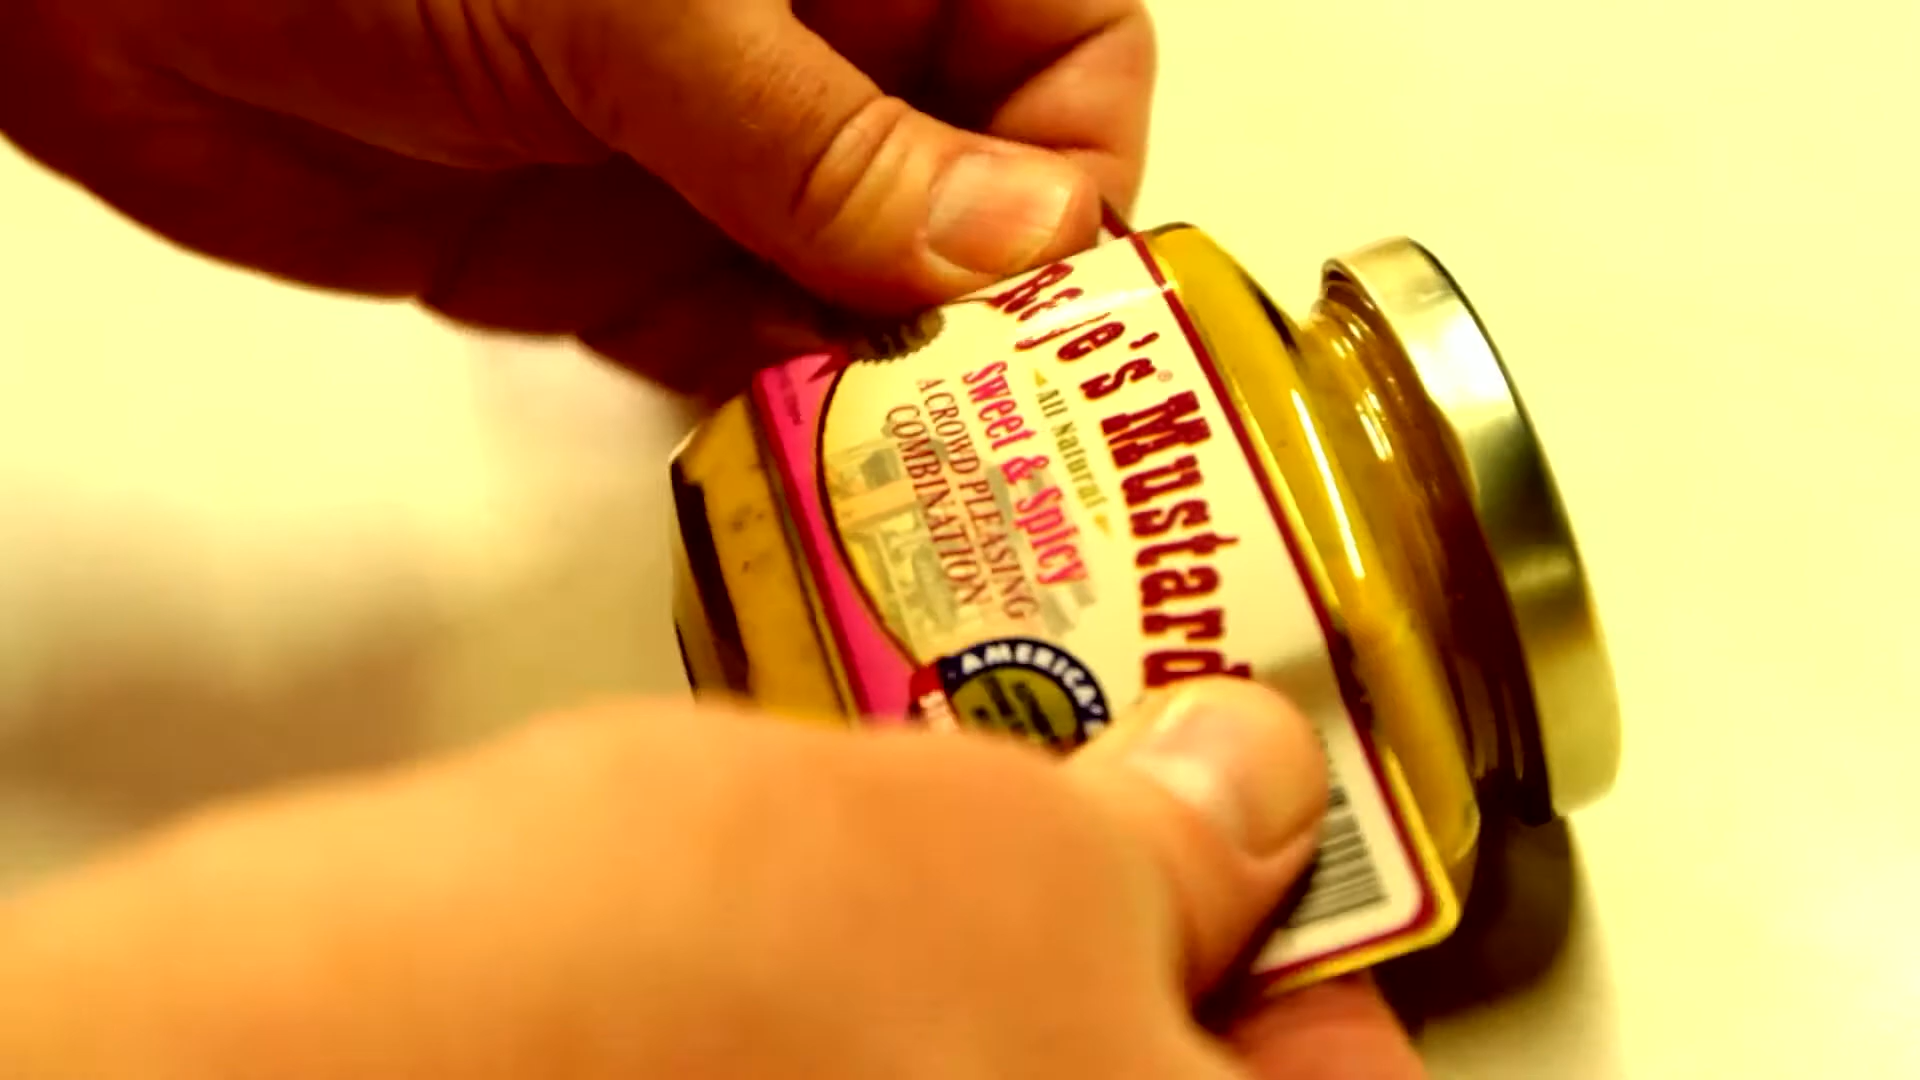 Mustard
All Natural
Sweet & Spicy
A CROWD PLEASING
COMBINATION
AMERICA'S